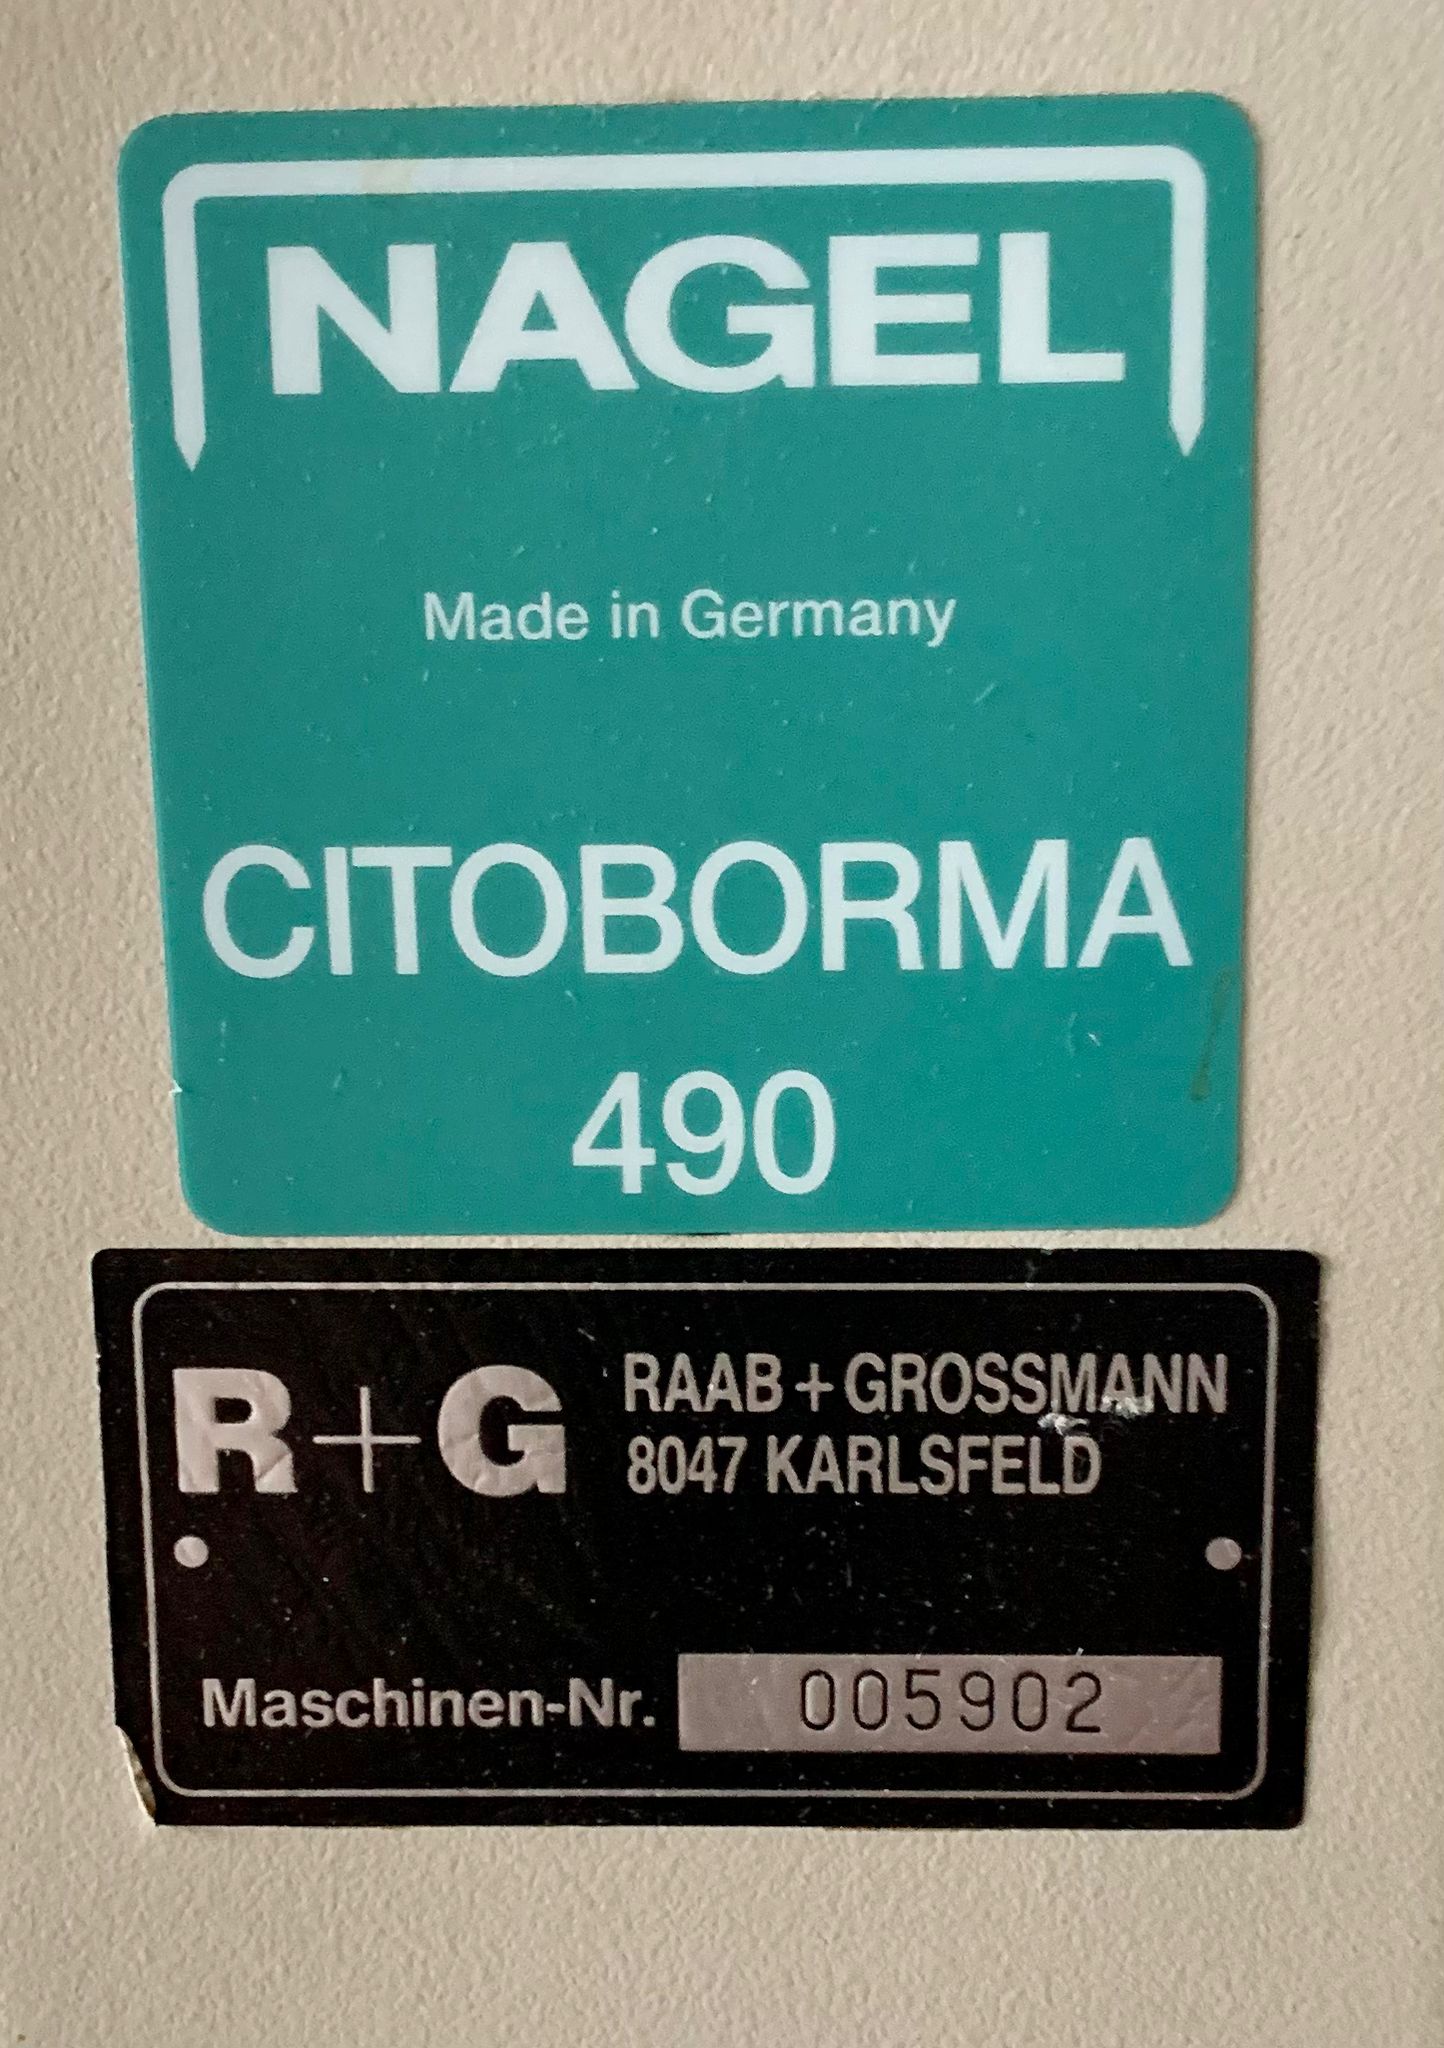 NAGEL
Made in Germany
CITOBORMA
490
R+G
RAAB + GROSSMANN
8047 KARLSFELD
Maschinen-Nr. 005902